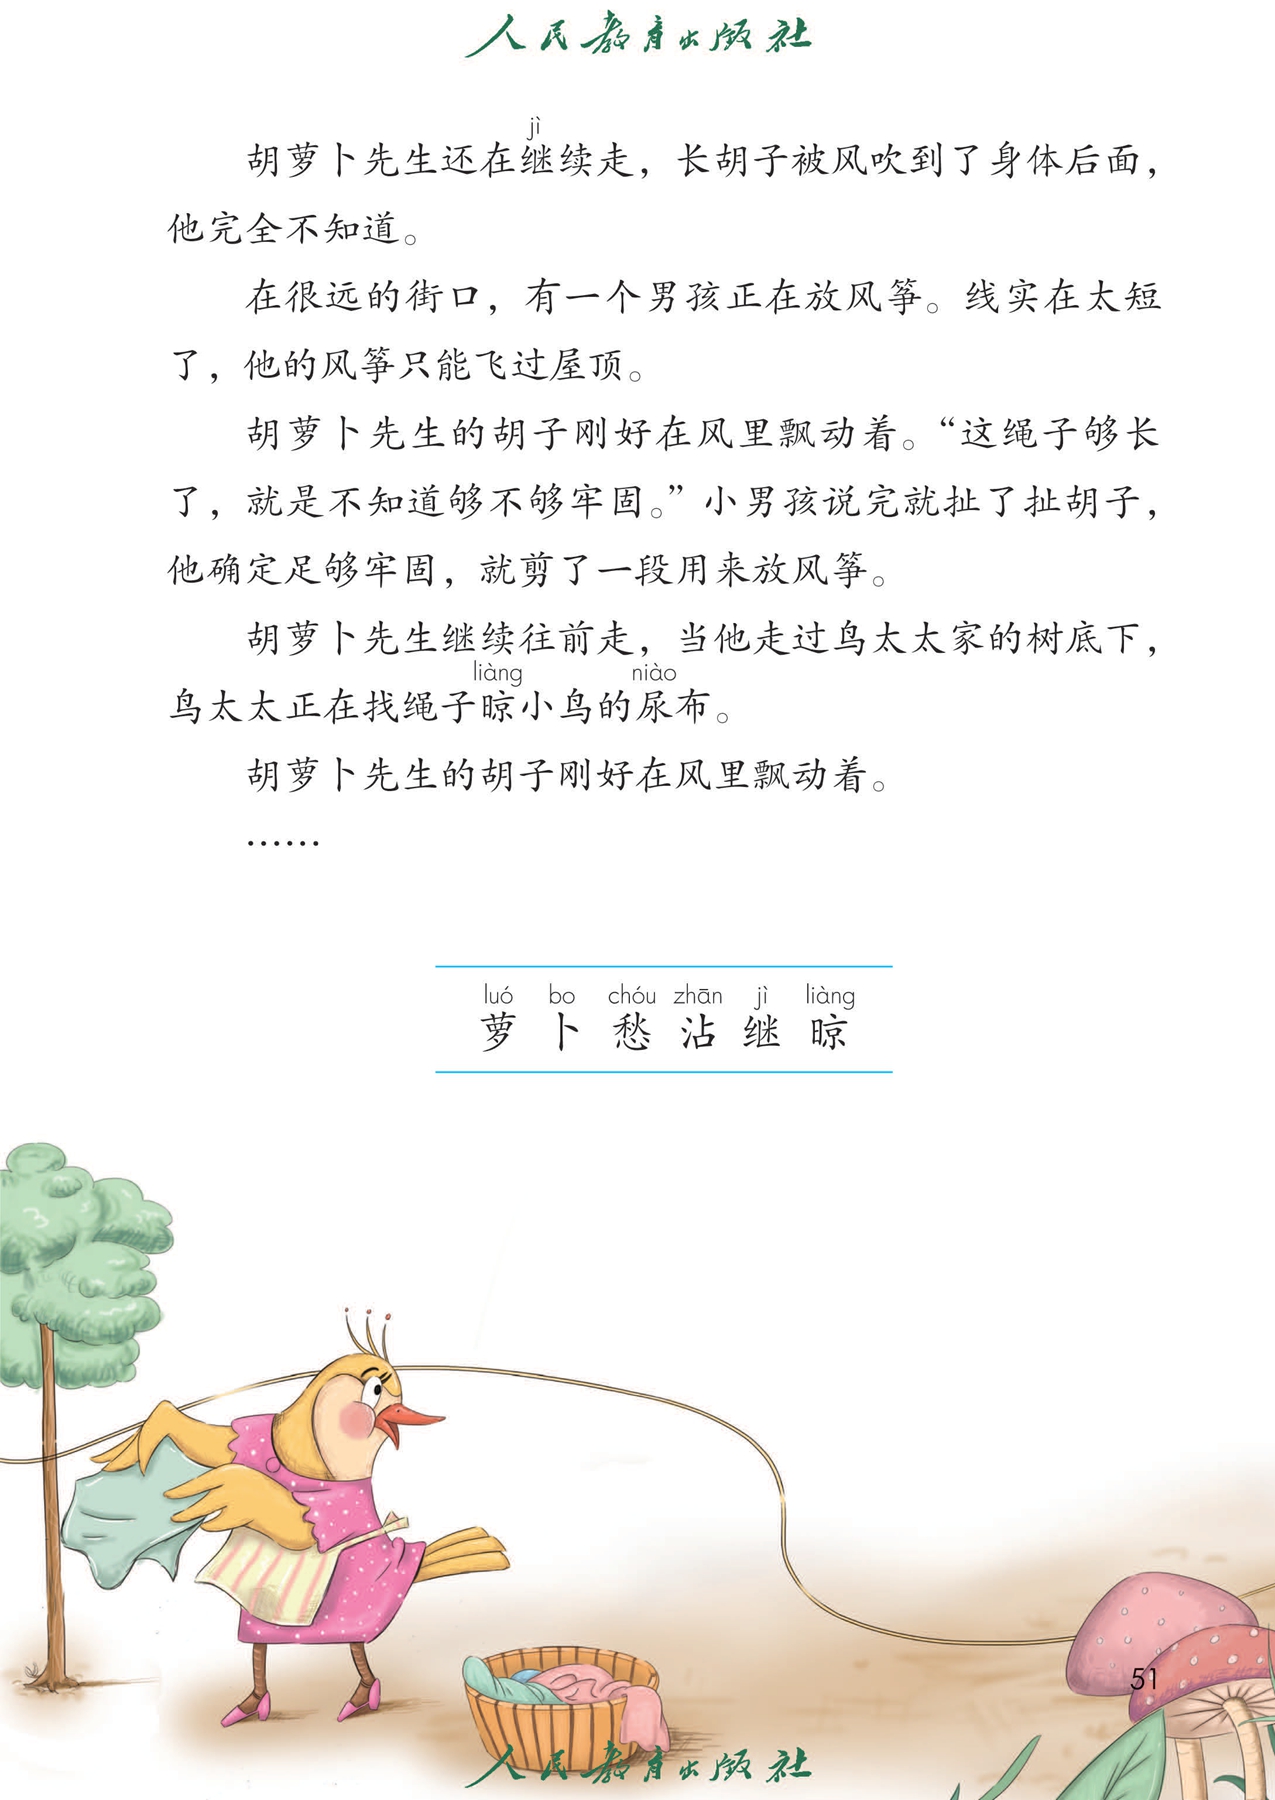 人民教育出版社
jì
胡萝卜先生还在继续走，长胡子被风吹到了身体后面，
他完全不知道。
在很远的街口，有一个男孩正在放风筝。线实在太短
了，他的风筝只能飞过屋顶。
胡萝卜先生的胡子刚好在风里飘动着。“这绳子够长
了，就是不知道够不够牢固。”小男孩说完就扯了扯胡子，
他确定足够牢固，就剪了一段用来放风筝。
胡萝卜先生继续往前走，当他走过鸟太太家的树底下，
liàng niào
鸟太太正在找绳子晾小鸟的尿布。
胡萝卜先生的胡子刚好在风里飘动着。
……
luó bo chóu zhān jì liàng
萝 卜 愁 沾 继 晾
51
人民教育出版社